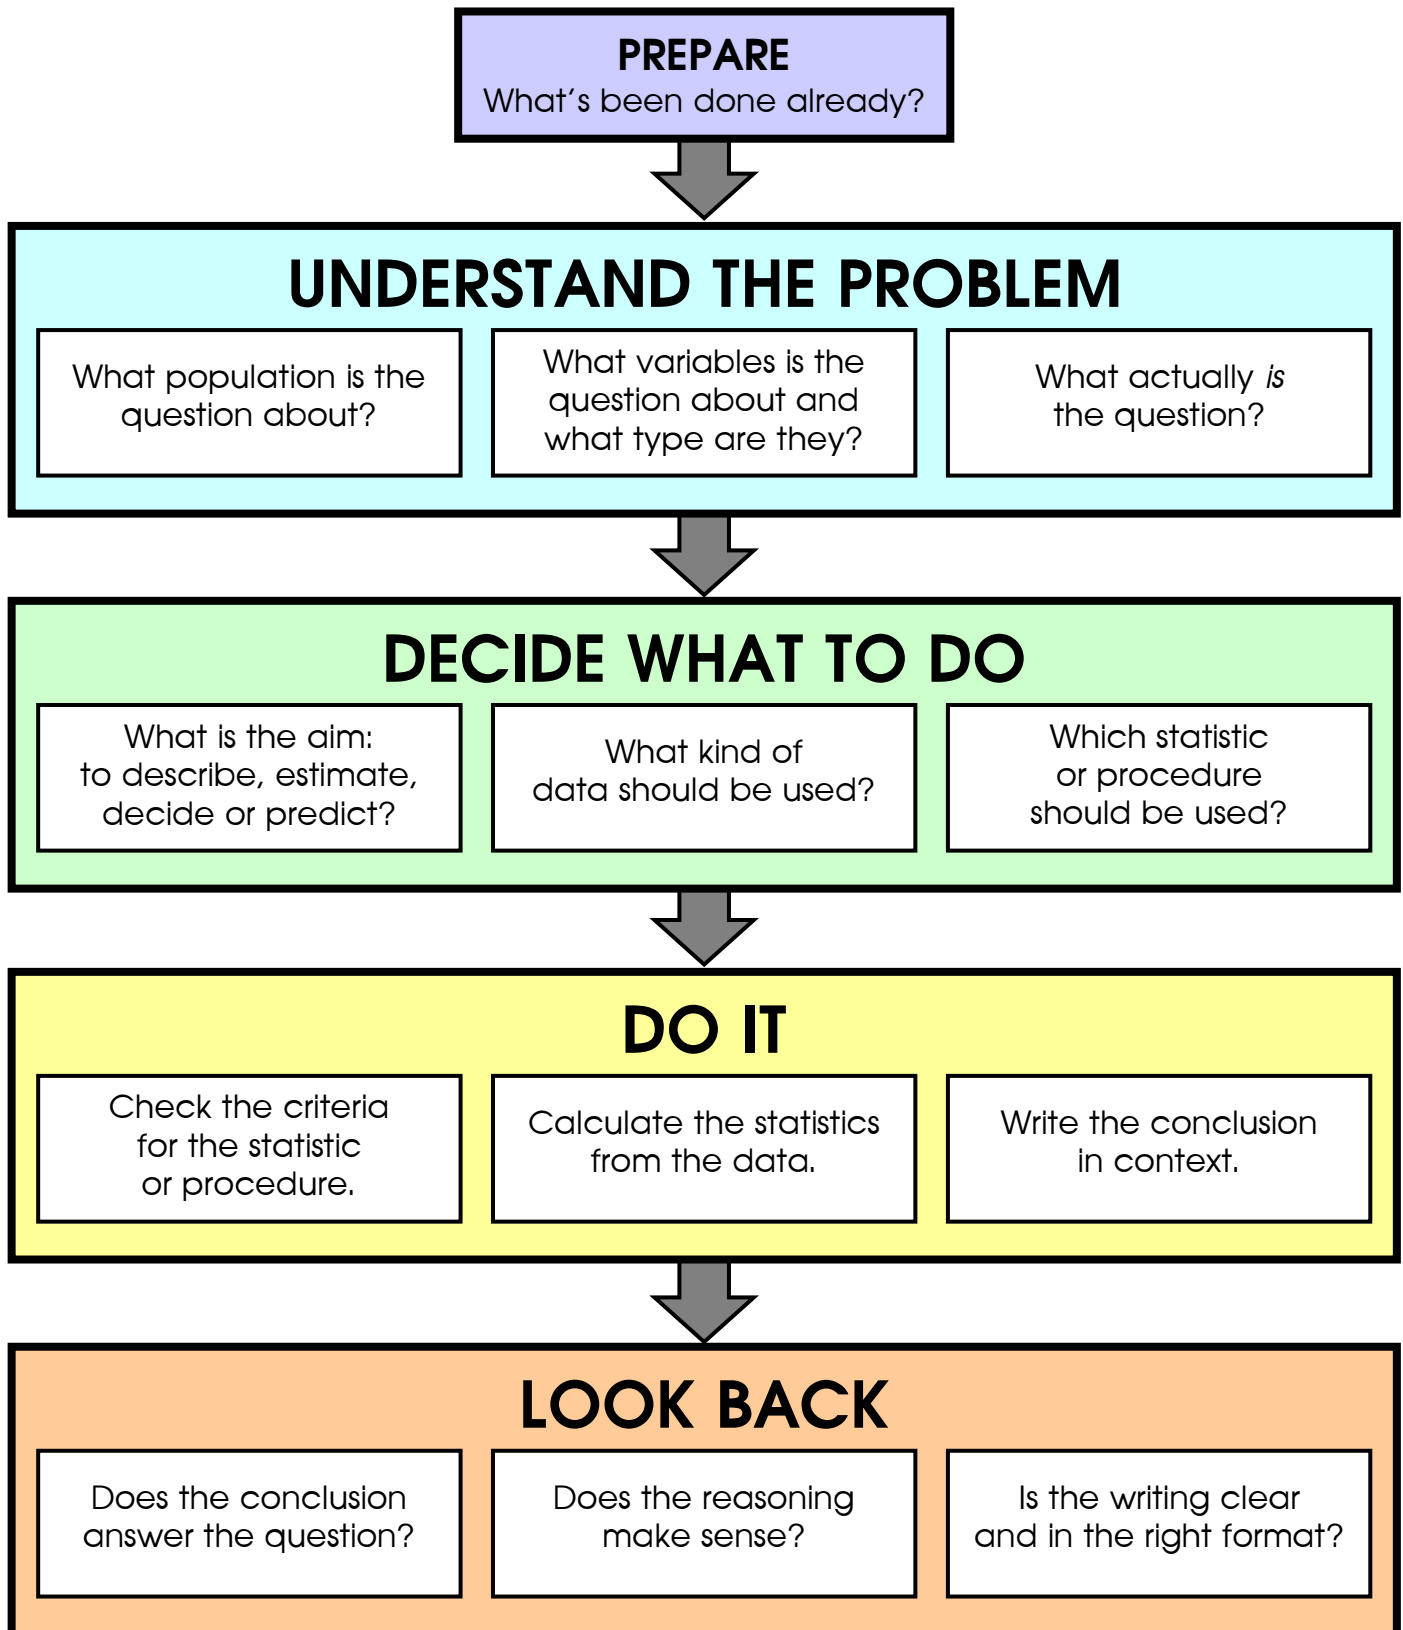 PREPARE
What's been done already?
UNDERSTAND THE PROBLEM
What population is the
question about?
What variables is the
question about and
what type are they?
What actually is
the question?
DECIDE WHAT TO DO
What is the aim:
to describe, estimate,
decide or predict?
What kind of
data should be used?
Which statistic
or procedure
should be used?
DO IT
Check the criteria
for the statistic
or procedure.
Calculate the statistics
from the data.
Write the conclusion
in context.
LOOK BACK
Does the conclusion
answer the question?
Does the reasoning
make sense?
Is the writing clear
and in the right format?